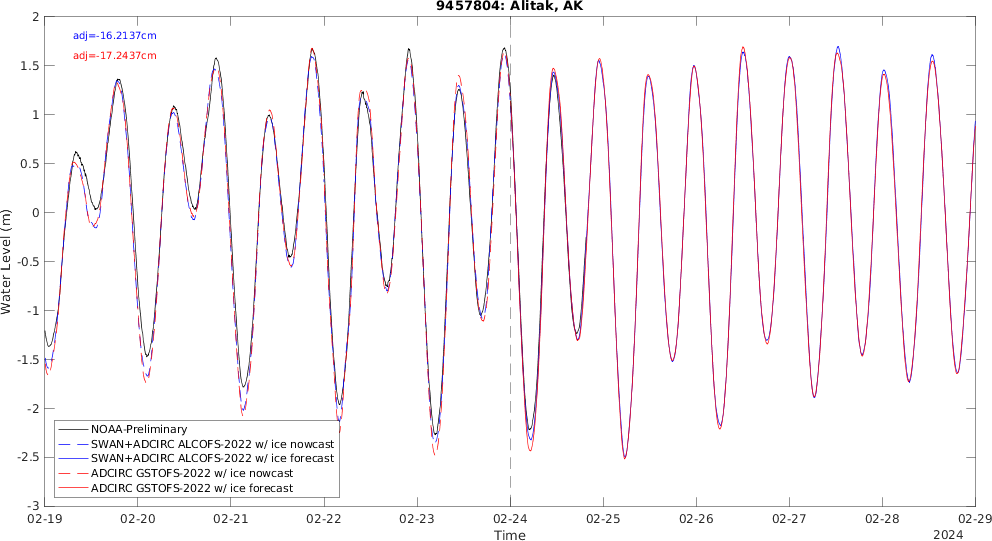 9457804: Alitak, AK
adj=-16.2137cm
adj=-17.2437cm
2
1.5
1
0.5
0
-0.5
-1
-1.5
-2
-2.5
-3
Water Level (m)
NOAA-Preliminary
SWAN+ADCIRC ALCOFS-2022 w/ ice nowcast
SWAN+ADCIRC ALCOFS-2022 w/ ice forecast
ADCIRC GSTOFS-2022 w/ ice nowcast
ADCIRC GSTOFS-2022 w/ ice forecast
02-19 02-20 02-21 02-22 02-23 02-24 02-25 02-26 02-27 02-28 02-29
Time
2024